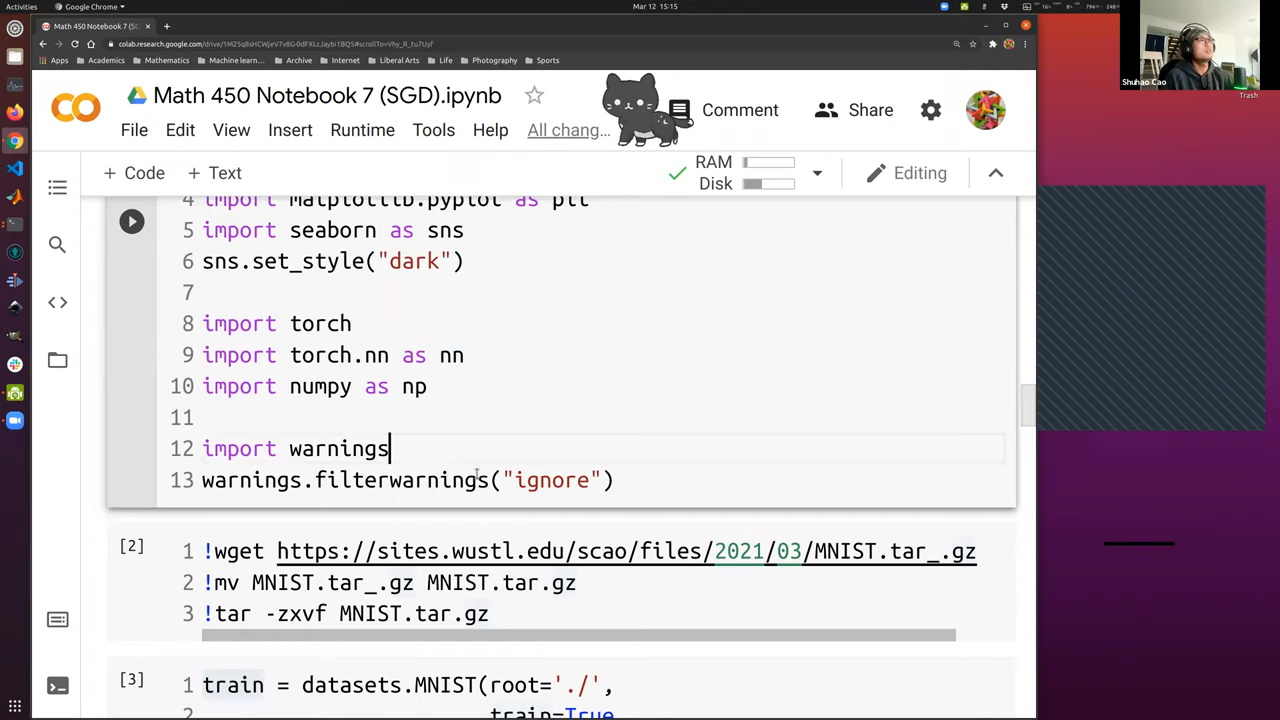 Activities
Google Chrome
Mar 12 15:15
Math 450 Notebook 7 (SGD
colab.research.google.com
Apps
Academics
Mathematics
Machine learn...
Archive
Internet
Liberal Arts
Life
Photography
Sports
Math 450 Notebook 7 (SGD).ipynb
Comment
Share
File Edit View Insert Runtime Tools Help All chang...
+ Code + Text
RAM
Disk
Editing
4 import matplotlib.pyplot as plt
5 import seaborn as sns
6 sns.set_style("dark")
7
8 import torch
9 import torch.nn as nn
10 import numpy as np
11
12 import warnings
13 warnings.filterwarnings("ignore")
[2]
1 !wget https://sites.wustl.edu/scao/files/2021/03/MNIST.tar_.gz
2 !mv MNIST.tar_.gz MNIST.tar.gz
3 !tar -zxvf MNIST.tar.gz
[3]
1 train = datasets.MNIST(root='./',
2 train=True
Shuhao Cao
Trash